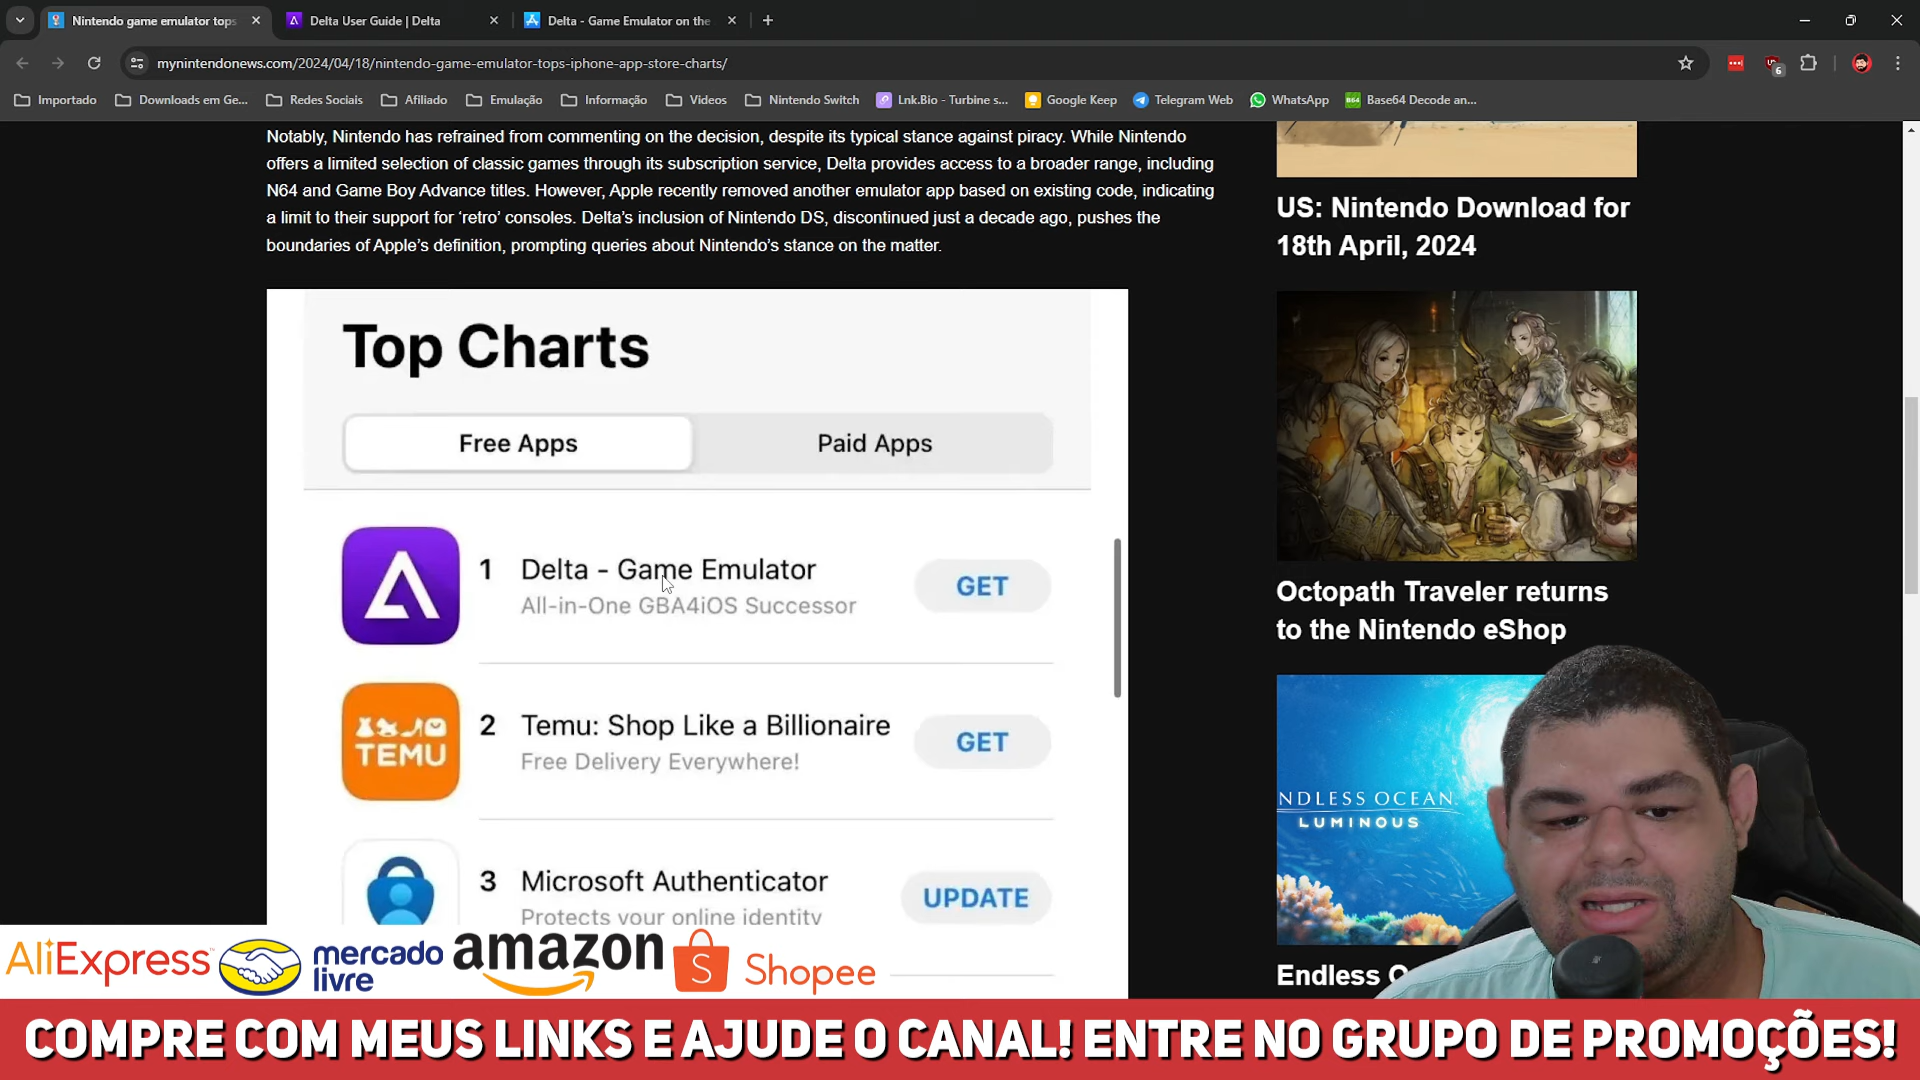 Nintendo game emulator tops
Delta User Guide | Delta
Delta - Game Emulator on the
mynintendonews.com/2024/04/18/nintendo-game-emulator-tops-iphone-app-store-charts/
6
Importado
Downloads em Ge...
Redes Sociais
Afiliado
Emulação
Informação
Videos
Nintendo Switch
Lnk.Bio - Turbine s...
Google Keep
Telegram Web
WhatsApp
B64
Base64 Decode an...
Notably, Nintendo has refrained from commenting on the decision, despite its typical stance against piracy. While Nintendo
offers a limited selection of classic games through its subscription service, Delta provides access to a broader range, including
N64 and Game Boy Advance titles. However, Apple recently removed another emulator app based on existing code, indicating
a limit to their support for ‘retro’ consoles. Delta’s inclusion of Nintendo DS, discontinued just a decade ago, pushes the
boundaries of Apple’s definition, prompting queries about Nintendo’s stance on the matter.
Top Charts
Free Apps
Paid Apps
1 Delta - Game Emulator
All-in-One GBA4iOS Successor
GET
TEMU
2 Temu: Shop Like a Billionaire
Free Delivery Everywhere!
GET
3 Microsoft Authenticator
Protects your online identity
UPDATE
US: Nintendo Download for
18th April, 2024
Octopath Traveler returns
to the Nintendo eShop
NDLESS OCEAN
LUMINOUS
Endless O
AliExpress
mercado
livre
amazon
S
Shopee
COMPRE COM MEUS LINKS E AJUDE O CANAL! ENTRE NO GRUPO DE PROMOÇÕES!